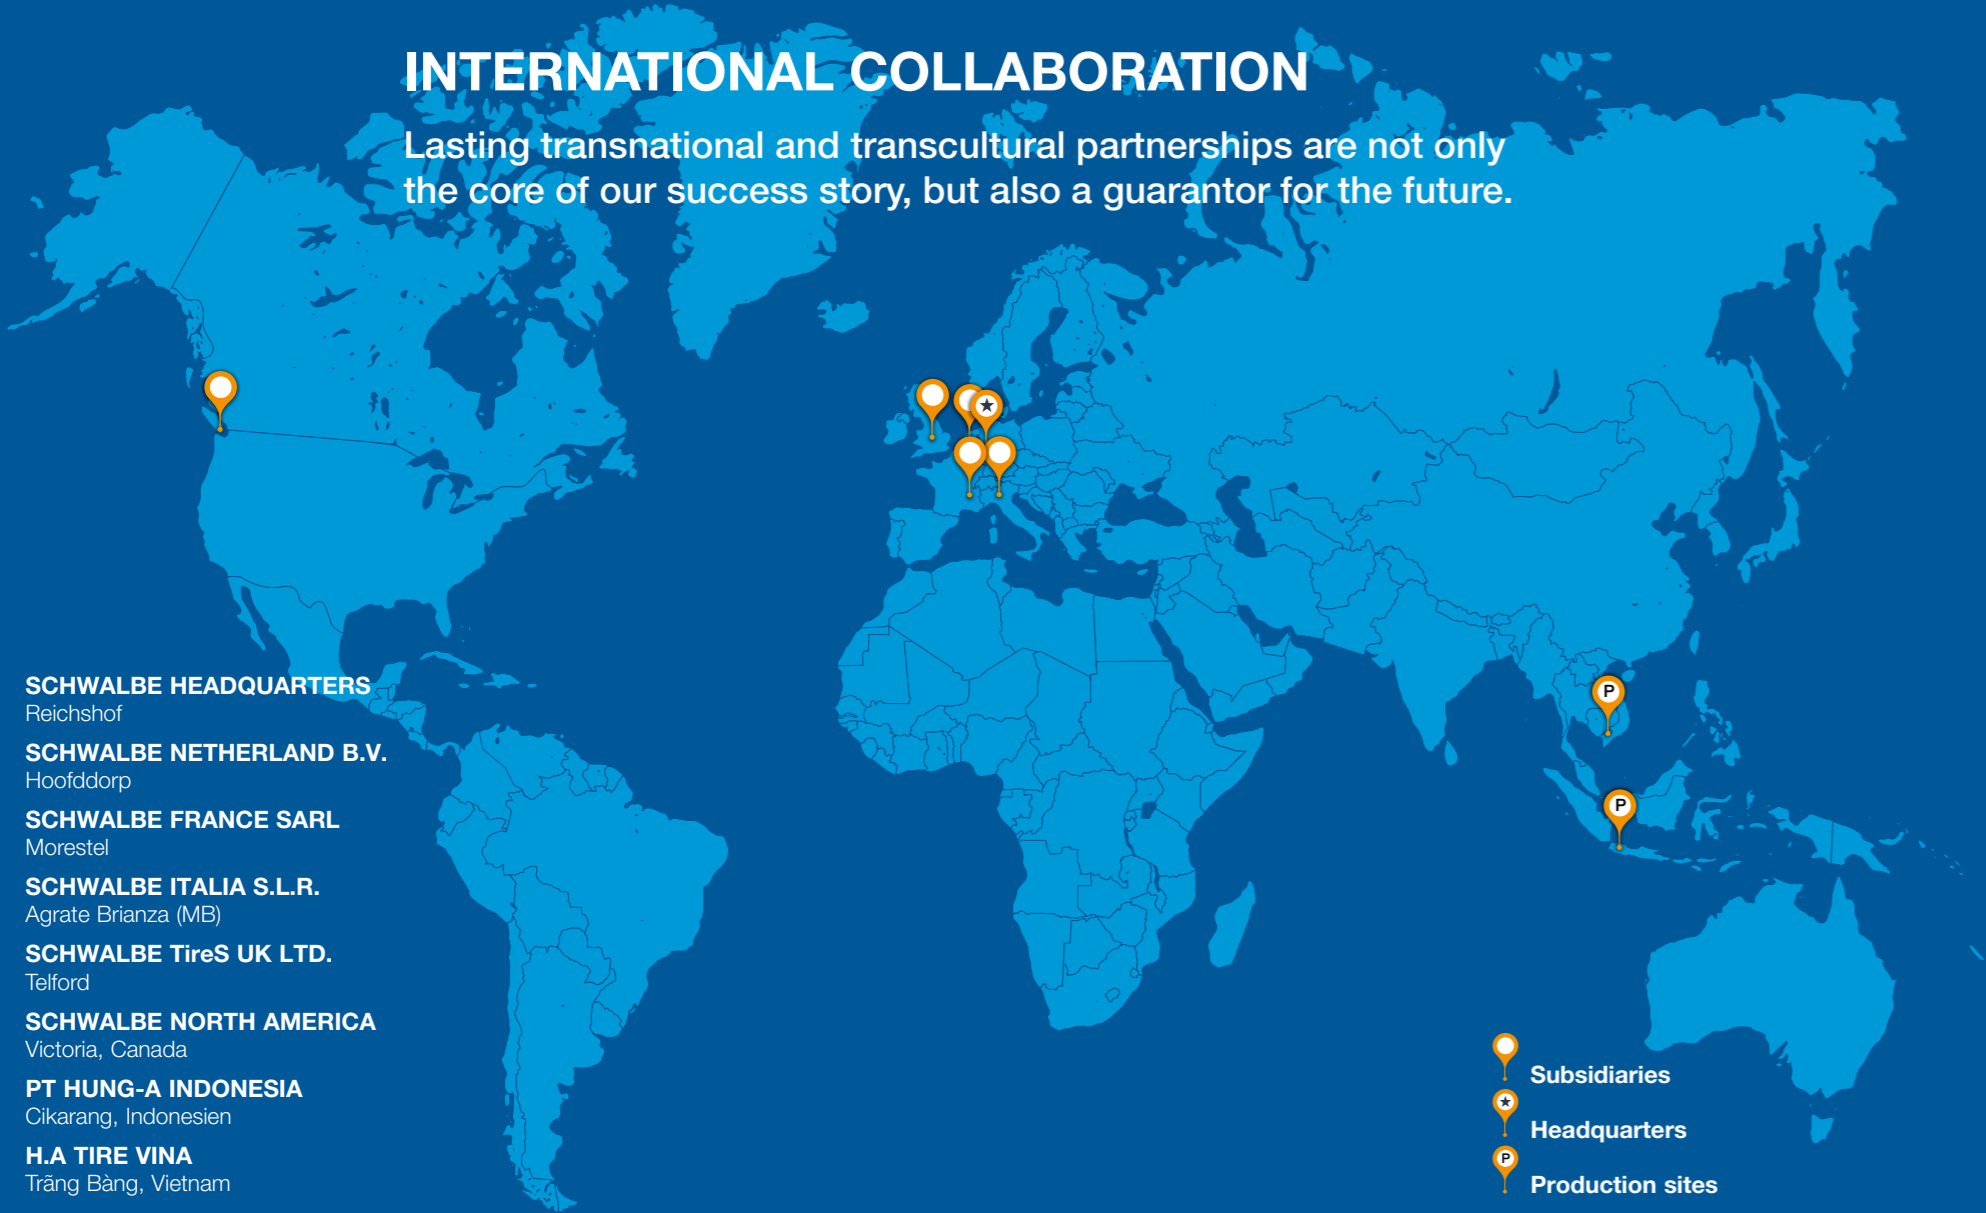 INTERNATIONAL COLLABORATION
Lasting transnational and transcultural partnerships are not only
the core of our success story, but also a guarantor for the future.
SCHWALBE HEADQUARTERS
Reichshof
SCHWALBE NETHERLAND B.V.
Hoofddorp
SCHWALBE FRANCE SARL
Morestel
SCHWALBE ITALIA S.L.R.
Agrate Brianza (MB)
SCHWALBE TireS UK LTD.
Telford
SCHWALBE NORTH AMERICA
Victoria, Canada
PT HUNG-A INDONESIA
Cikarang, Indonesien
H.A TIRE VINA
Trãng Bàng, Vietnam
P
P
Subsidiaries
Headquarters
P
Production sites